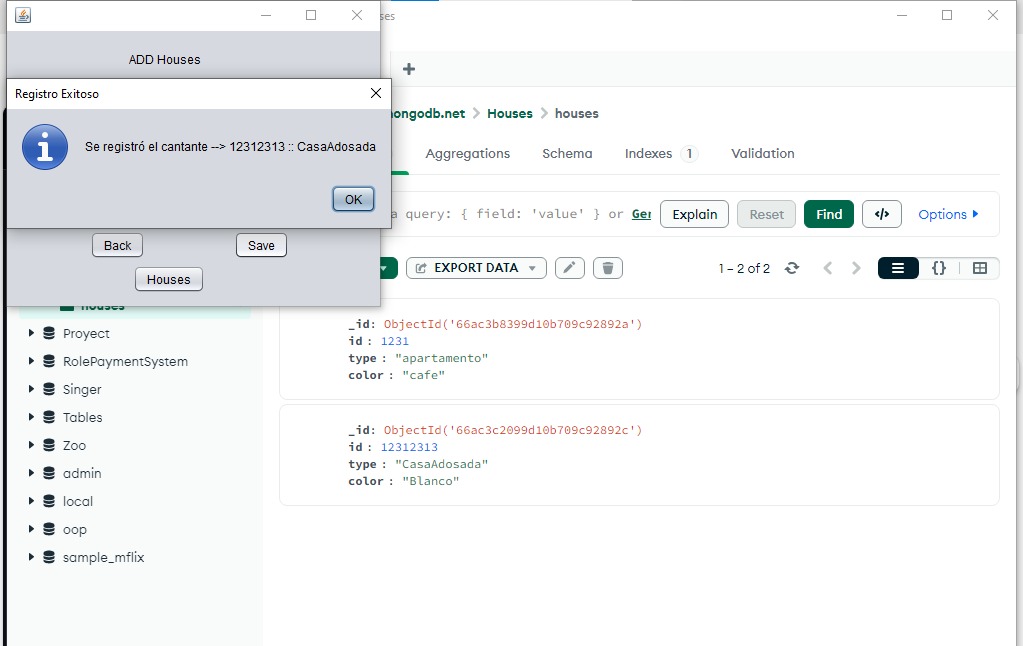 ses
ADD Houses
Registro Exitoso
Se registró el cantante --> 12312313 :: CasaAdosada
OK
Back
Save
Houses
houses
Proyect
RolePaymentSystem
Singer
Tables
Zoo
admin
local
oop
sample_mflix
ongodb.net > Houses > houses
Aggregations Schema Indexes 1 Validation
a query: { field: 'value' } or Ger
Explain Reset Find </> Options
EXPORT DATA
1 – 2 of 2
{}
_id: ObjectId('66ac3b8399d10b709c92892a')
id : 1231
type : "apartamento"
color : "cafe"
_id: ObjectId('66ac3c2099d10b709c92892c')
id : 12312313
type : "CasaAdosada"
color : "Blanco"